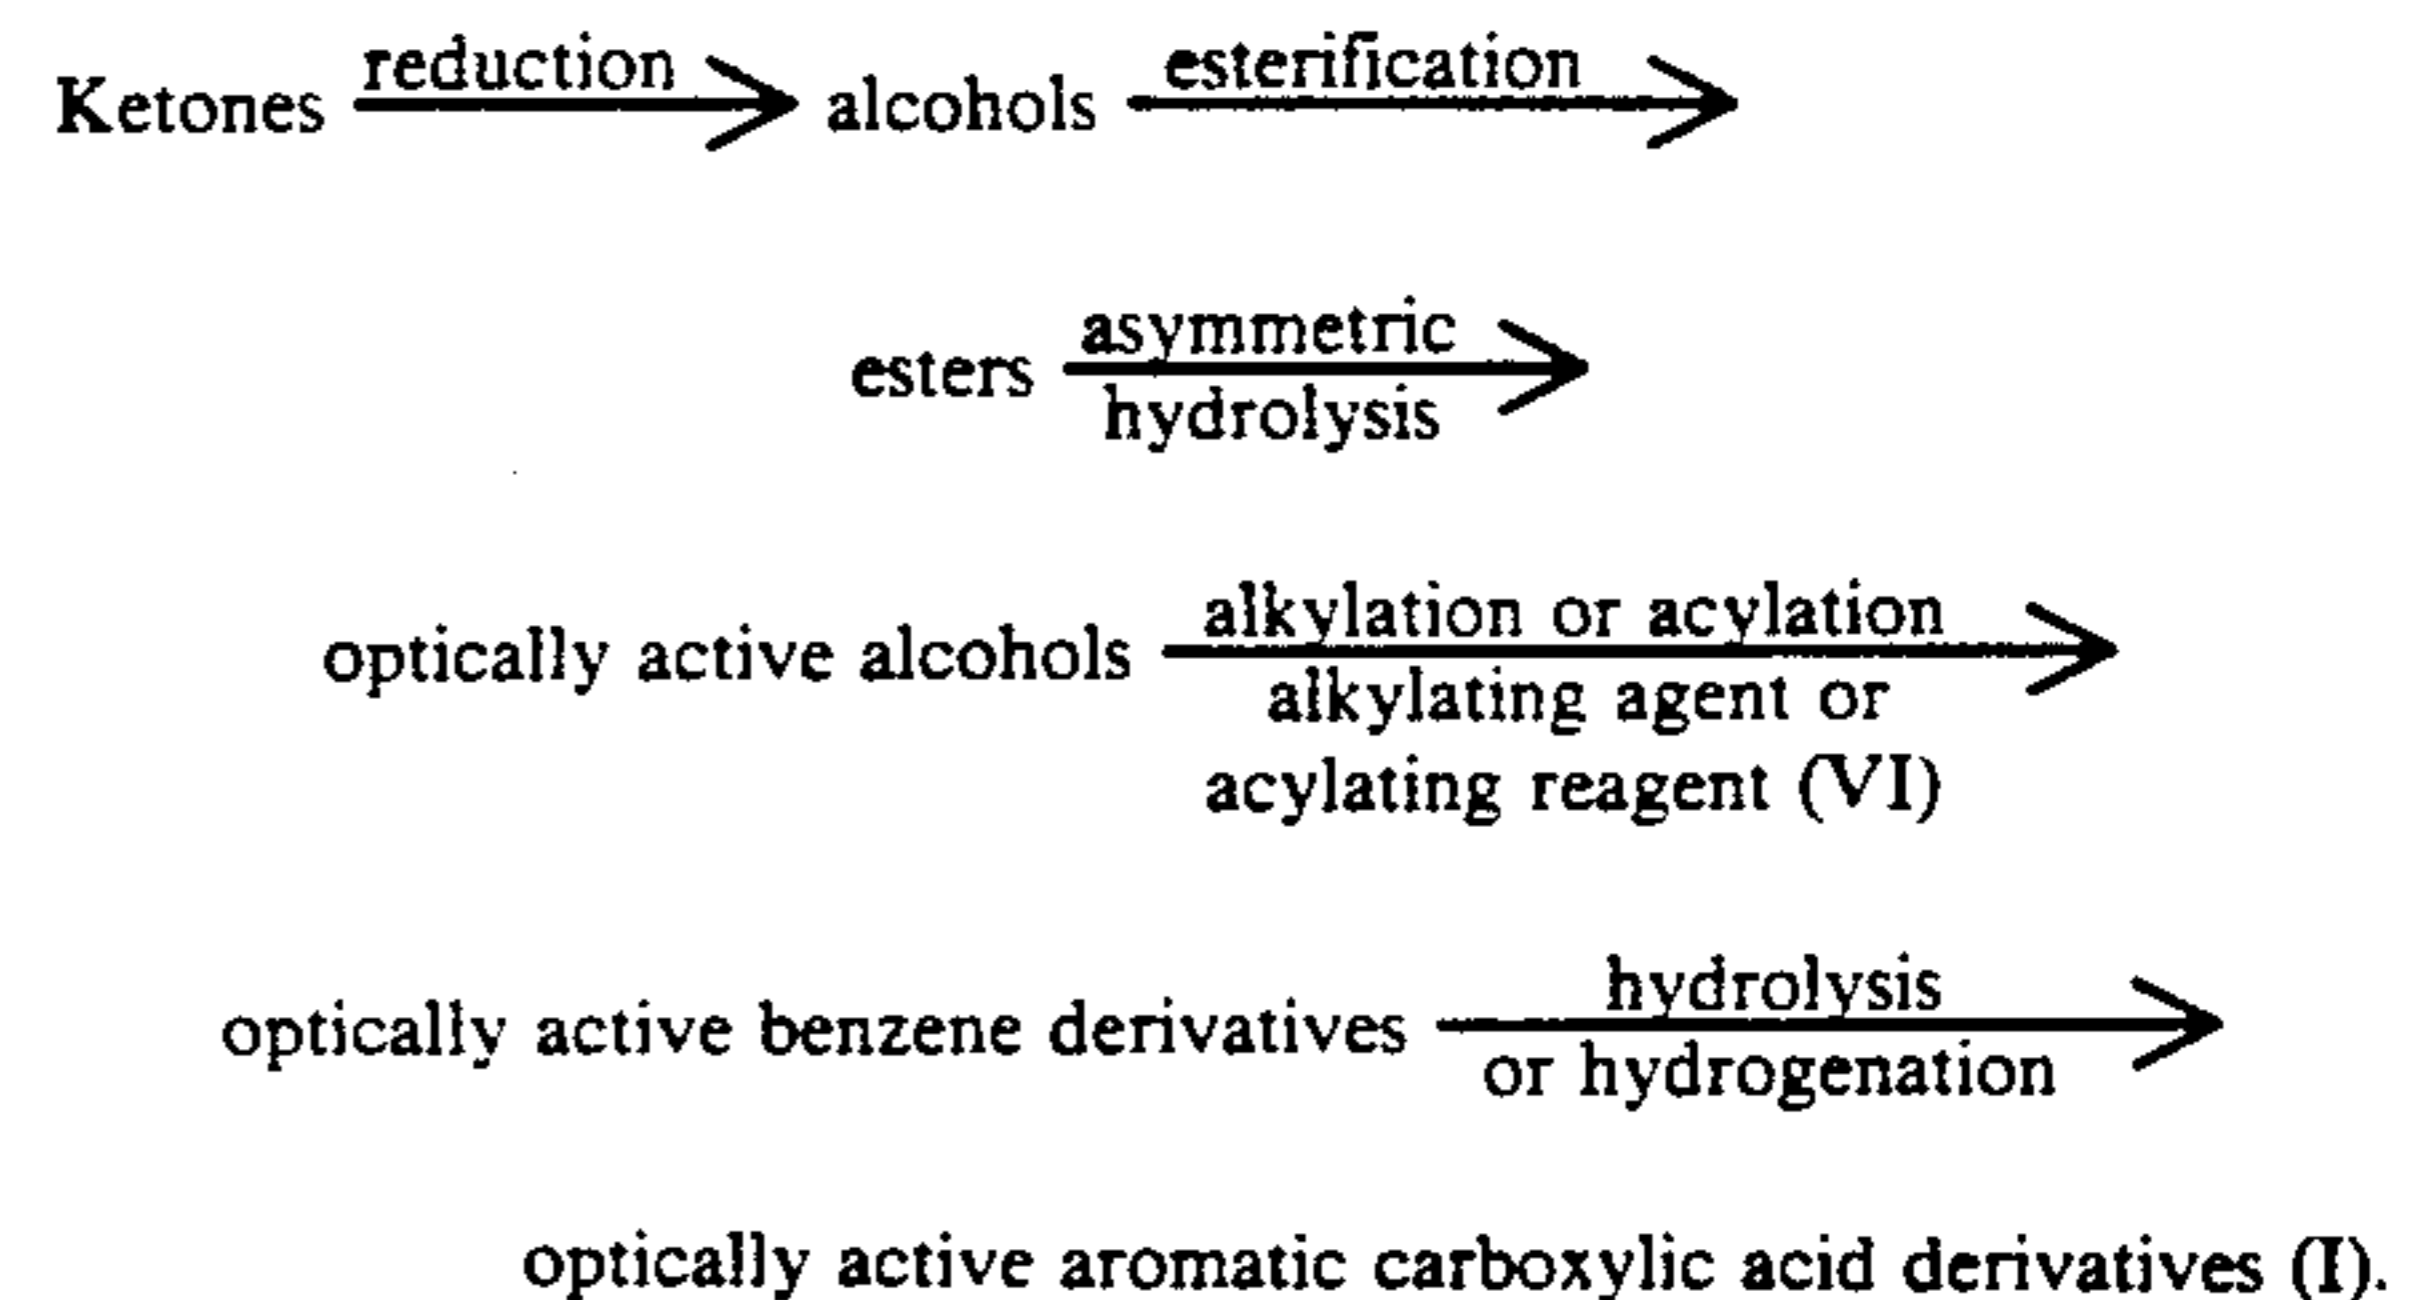 reduction esterification
Ketones alcohols
asymmetric
esters
hydrolysis
alkylation or acylation
optically active alcohols
alkylating agent or
acylating reagent (VI)
hydrolysis
optically active benzene derivatives
or hydrogenation
optically active aromatic carboxylic acid derivatives (I).